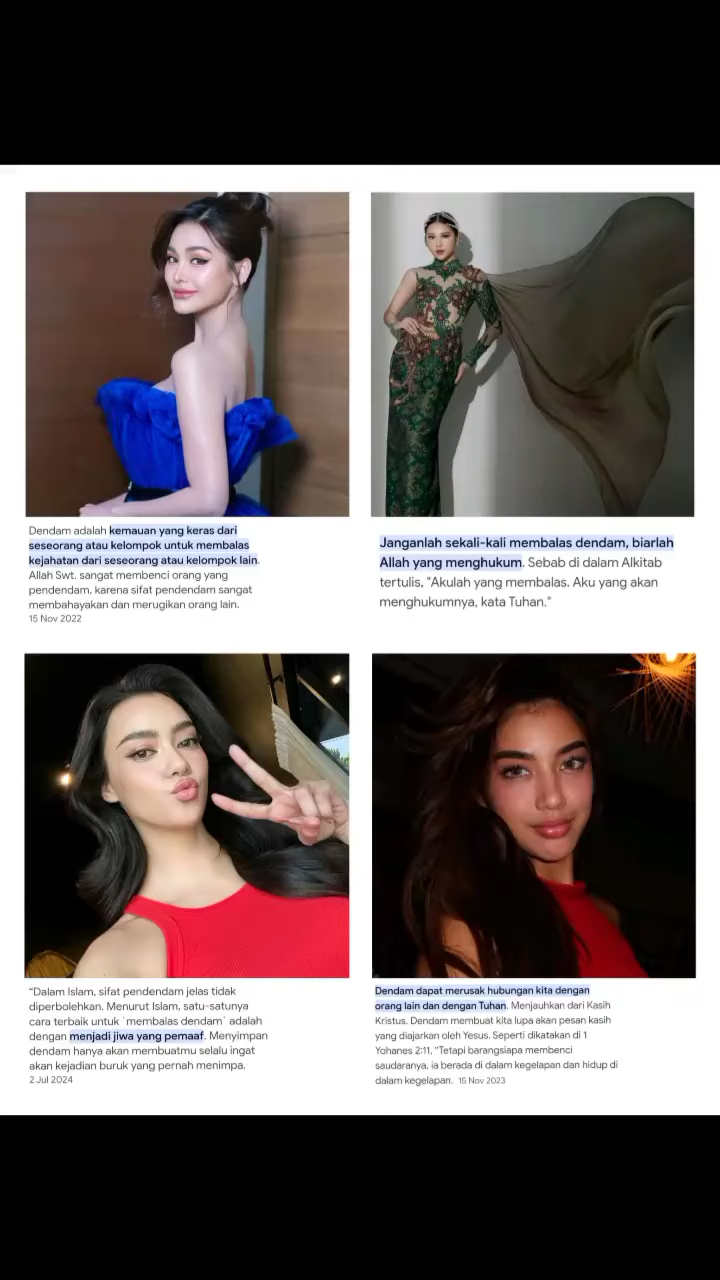 Dendam adalah kemauan yang keras dari
seseorang atau kelompok untuk membalas
kejahatan dari seseorang atau kelompok lain.
Allah Swt. sangat membenci orang yang
pendendam, karena sifat pendendam sangat
membahayakan dan merugikan orang lain.
15 Nov 2022
Janganlah sekali-kali membalas dendam, biarlah
Allah yang menghukum. Sebab di dalam Alkitab
tertulis, "Akulah yang membalas. Aku yang akan
menghukumnya, kata Tuhan."
"Dalam Islam, sifat pendendam jelas tidak
diperbolehkan. Menurut Islam, satu-satunya
cara terbaik untuk `membalas dendam` adalah
dengan menjadi jiwa yang pemaaf. Menyimpan
dendam hanya akan membuatmu selalu ingat
akan kejadian buruk yang pernah menimpa.
2 Jul 2024
Dendam dapat merusak hubungan kita dengan
orang lain dan dengan Tuhan. Menjauhkan dari Kasih
Kristus. Dendam membuat kita lupa akan pesan kasih
yang diajarkan oleh Yesus. Seperti dikatakan di 1
Yohanes 2:11, "Tetapi barangsiapa membenci
saudaranya, ia berada di dalam kegelapan dan hidup di
dalam kegelapan. 15 Nov 2023